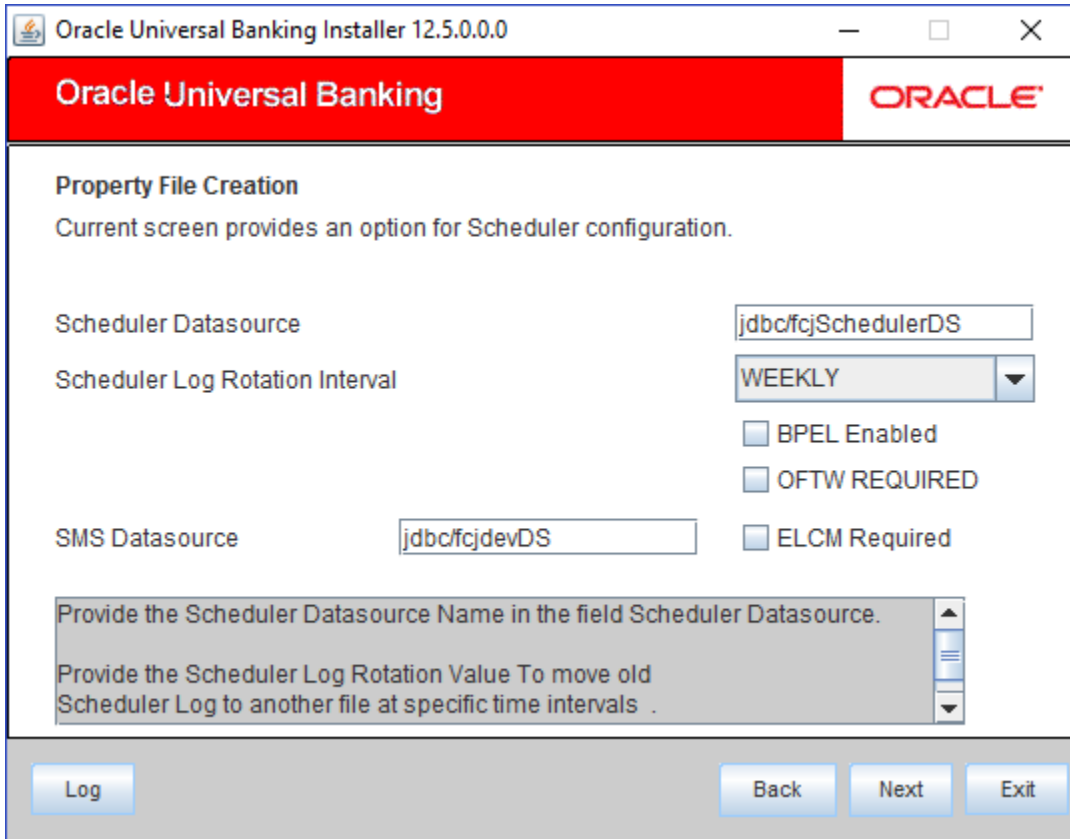 Oracle Universal Banking Installer 12.5.0.0.0
Oracle Universal Banking
ORACLE
Property File Creation
Current screen provides an option for Scheduler configuration.
Scheduler Datasource
jdbc/fcjSchedulerDS
Scheduler Log Rotation Interval
WEEKLY
BPEL Enabled
OFTW REQUIRED
SMS Datasource
jdbc/fcjdevDS
ELCM Required
Provide the Scheduler Datasource Name in the field Scheduler Datasource.
Provide the Scheduler Log Rotation Value To move old
Scheduler Log to another file at specific time intervals .
Log
Back
Next
Exit